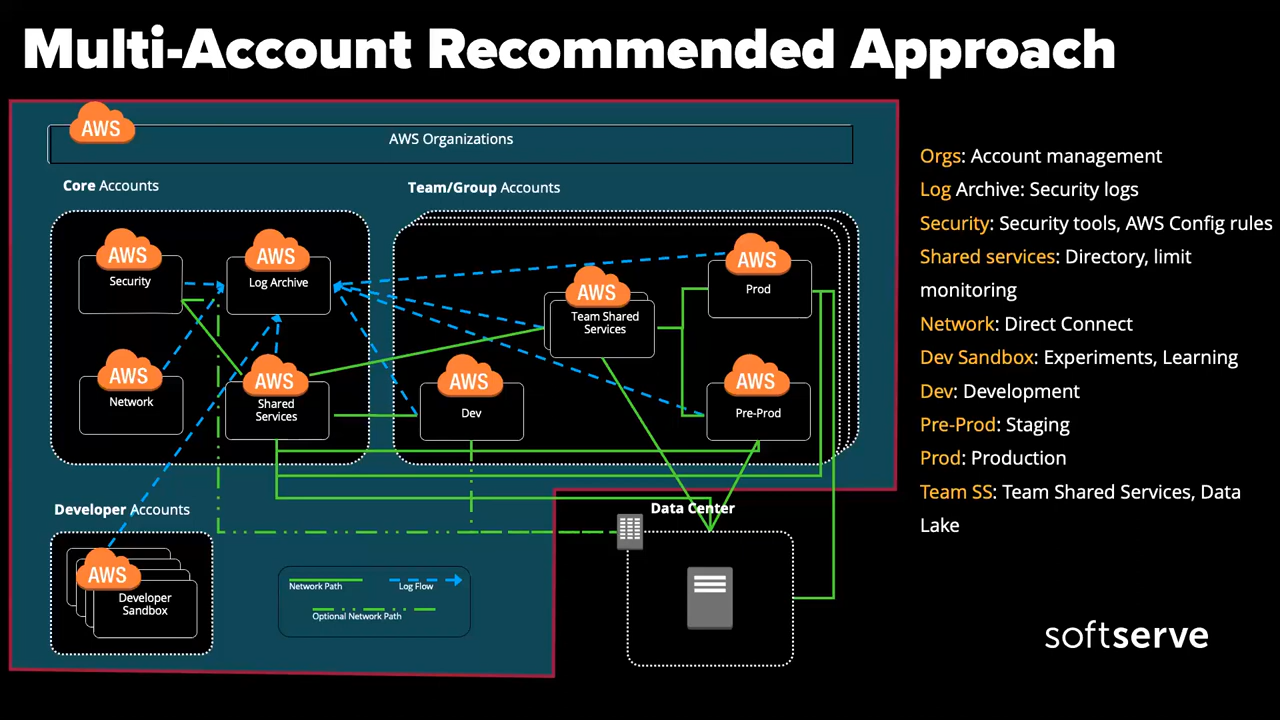 Multi-Account Recommended Approach
AWS
AWS Organizations
Core Accounts
Team/Group Accounts
AWS
Security
AWS
Log Archive
AWS
Network
AWS
Shared
Services
AWS
Team Shared
Services
AWS
Prod
AWS
Dev
AWS
Pre-Prod
Developer Accounts
AWS
Developer
Sandbox
Network Path
Log Flow
Optional Network Path
Data Center
Orgs: Account management
Log Archive: Security logs
Security: Security tools, AWS Config rules
Shared services: Directory, limit
monitoring
Network: Direct Connect
Dev Sandbox: Experiments, Learning
Dev: Development
Pre-Prod: Staging
Prod: Production
Team SS: Team Shared Services, Data
Lake
softserve